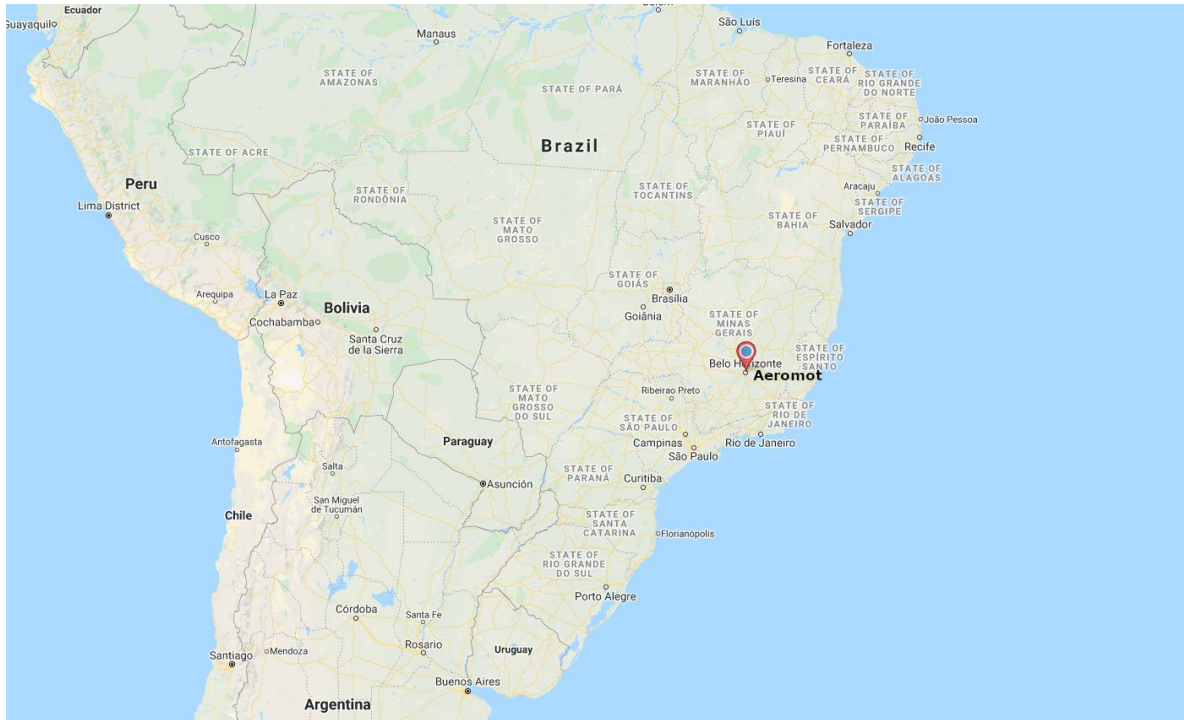 Ecuador
Guayaquil
Manaus
São Luís
Fortaleza
STATE OF
AMAZONAS
STATE OF PARÁ
STATE OF
MARANHÃO
Teresina
STATE OF
CEARÁ
STATE OF
RIO GRANDE
DO NORTE
Brazil
STATE OF
PIAUÍ
STATE OF
PARAÍBA
João Pessoa
STATE OF
PERNAMBUCO
Recife
STATE OF ACRE
STATE OF
ALAGOAS
Peru
STATE OF
RONDÔNIA
STATE OF
TOCANTINS
Aracaju
STATE OF
SERGIPE
Lima District
STATE OF
MATO
GROSSO
STATE OF
BAHIA
Salvador
Cusco
STATE OF
GOIÁS
Brasília
Arequipa
La Paz
Bolivia
Goiânia
STATE OF
MINAS
GERAIS
Cochabamba
Santa Cruz
de la Sierra
STATE OF
ESPÍRITO
SANTO
Belo Horizonte
Aeromot
STATE OF
MATO
GROSSO
DO SUL
Ribeirao Preto
STATE OF
RIO DE
JANEIRO
STATE OF
SÃO PAULO
Antofagasta
Paraguay
Campinas
Rio de Janeiro
São Paulo
Salta
STATE OF
PARANÁ
Curitiba
Asunción
San Miguel
de Tucumán
Chile
STATE OF
SANTA
CATARINA
Florianópolis
STATE OF
RIO GRANDE
DO SUL
Porto Alegre
Córdoba
Santa Fe
Rosario
Uruguay
Santiago
Mendoza
Buenos Aires
Argentina